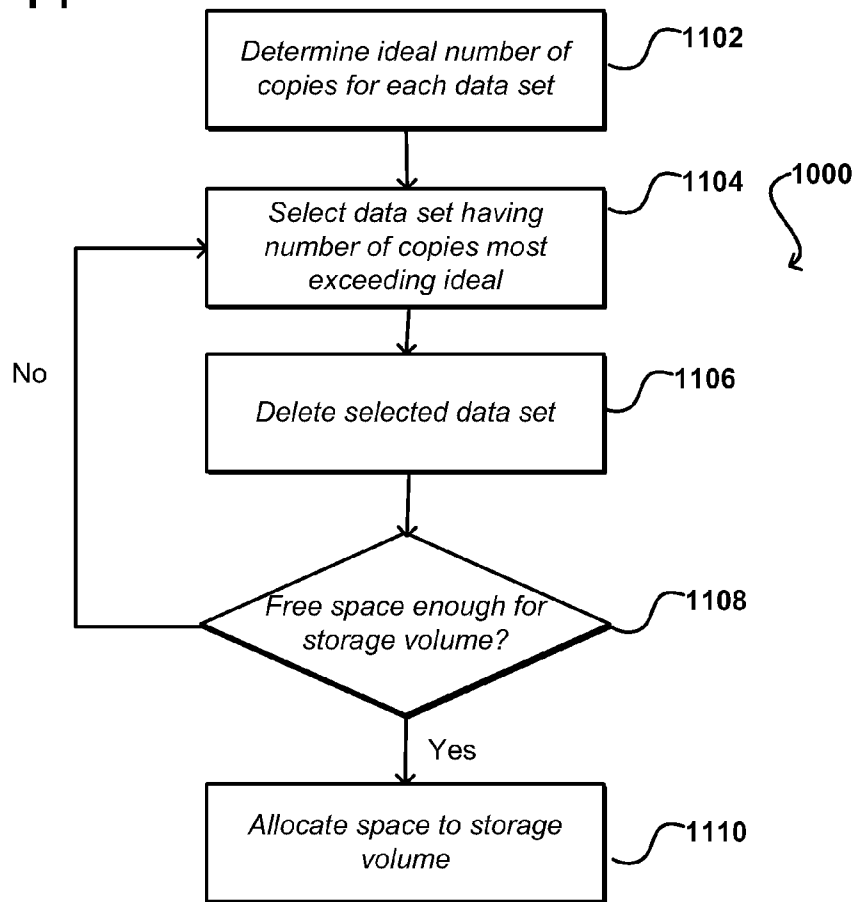 Determine ideal number of
copies for each data set
1102
Select data set having
number of copies most
exceeding ideal
1104
1000
No
Delete selected data set
1106
Free space enough for
storage volume?
1108
Yes
Allocate space to storage
volume
1110